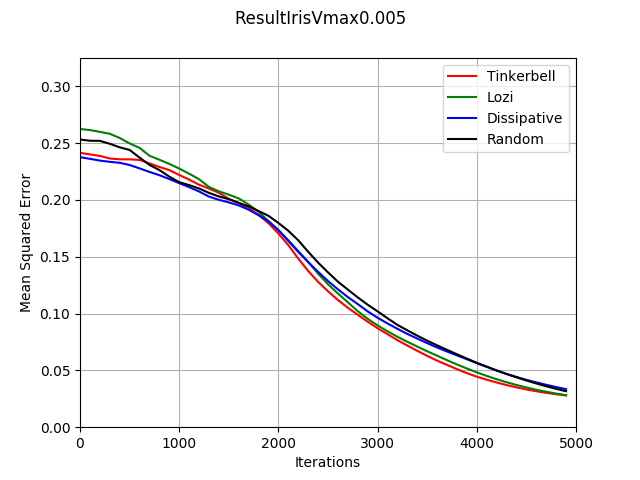 ResultIrisVmax0.005
Tinkerbell
Lozi
Dissipative
Random
Mean Squared Error
0.30
0.25
0.20
0.15
0.10
0.05
0.00
0 1000 2000 3000 4000 5000
Iterations